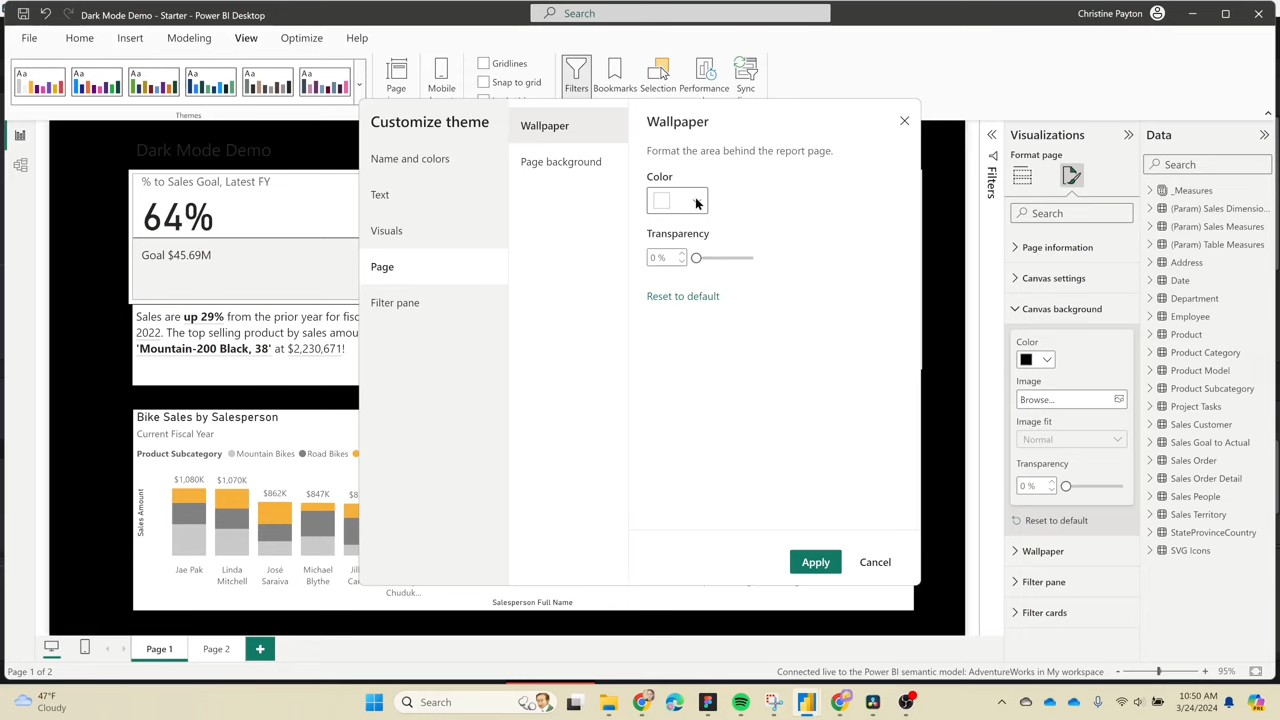 Dark Mode Demo - Starter - Power BI Desktop
Search
Christine Payton
File Home Insert Modeling View Optimize Help
Aa Aa Aa Aa Aa Aa
Themes
Page
Mobile
Gridlines
Snap to grid
Filters
Bookmarks
Selection
Performance
Sync
Dark Mode Demo
% to Sales Goal, Latest FY
64%
Goal $45.69M
Sales are up 29% from the prior year for fisc
2022. The top selling product by sales amou
'Mountain-200 Black, 38' at $2,230,671!
Bike Sales by Salesperson
Current Fiscal Year
Product Subcategory Mountain Bikes Road Bikes
Sales Amount
$1,080K
$1,070K
$862K
$847K
Jae Pak
Linda Mitchell
José Saraiva
Michael Blythe
Chuduk...
Salesperson Full Name
Customize theme
Name and colors
Text
Visuals
Page
Filter pane
Wallpaper
Page background
Wallpaper
Format the area behind the report page.
Color
Transparency
0 %
Reset to default
Apply
Cancel
Filters
Visualizations
Format page
Search
Page information
Canvas settings
Canvas background
Color
Image
Browse...
Image fit
Normal
Transparency
0 %
Reset to default
Wallpaper
Filter pane
Filter cards
Data
Search
_Measures
(Param) Sales Dimensio...
(Param) Sales Measures
(Param) Table Measures
Address
Date
Department
Employee
Product
Product Category
Product Model
Product Subcategory
Project Tasks
Sales Customer
Sales Goal to Actual
Sales Order
Sales Order Detail
Sales People
Sales Territory
StateProvinceCountry
SVG Icons
Page 1
Page 2
Page 1 of 2
Connected live to the Power BI semantic model: AdventureWorks in My workspace
95%
47°F
Cloudy
Search
10:50 AM
3/24/2024